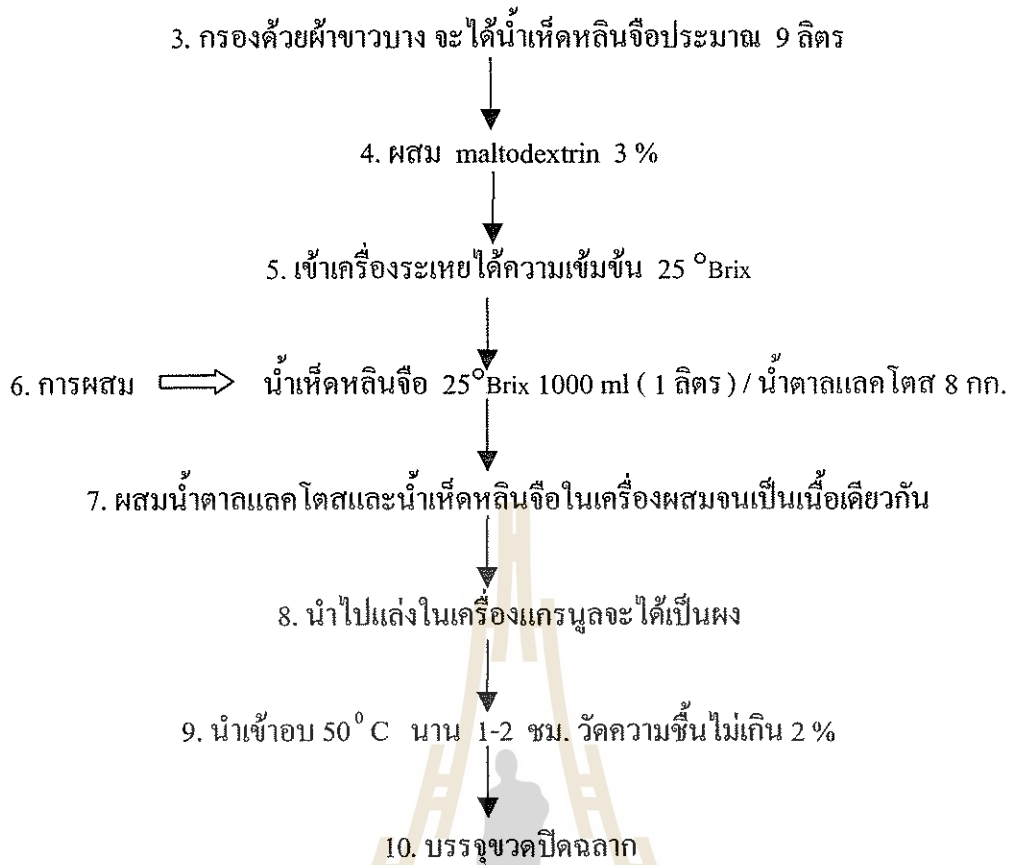 3. กรองด้วยผ้าขาวบาง จะได้น้ำเห็ดหลินจือประมาณ 9 ลิตร
4. ผสม maltodextrin 3 %
5. เข้าเครื่องระเหยได้ความเข้มข้น 25 °Brix
6. การผสม ⇒ น้ำเห็ดหลินจือ 25°Brix 1000 ml ( 1 ลิตร ) / น้ำตาลแลคโตส 8 กก.
7. ผสมน้ำตาลแลคโตสและน้ำเห็ดหลินจือในเครื่องผสมจนเป็นเนื้อเดียวกัน
8. นำไปแล่งในเครื่องแกรนูลจะได้เป็นผง
9. นำเข้าอบ 50⁰ C นาน 1-2 ชม. วัดความชื้นไม่เกิน 2 %
10. บรรจุขวดปิดฉลาก